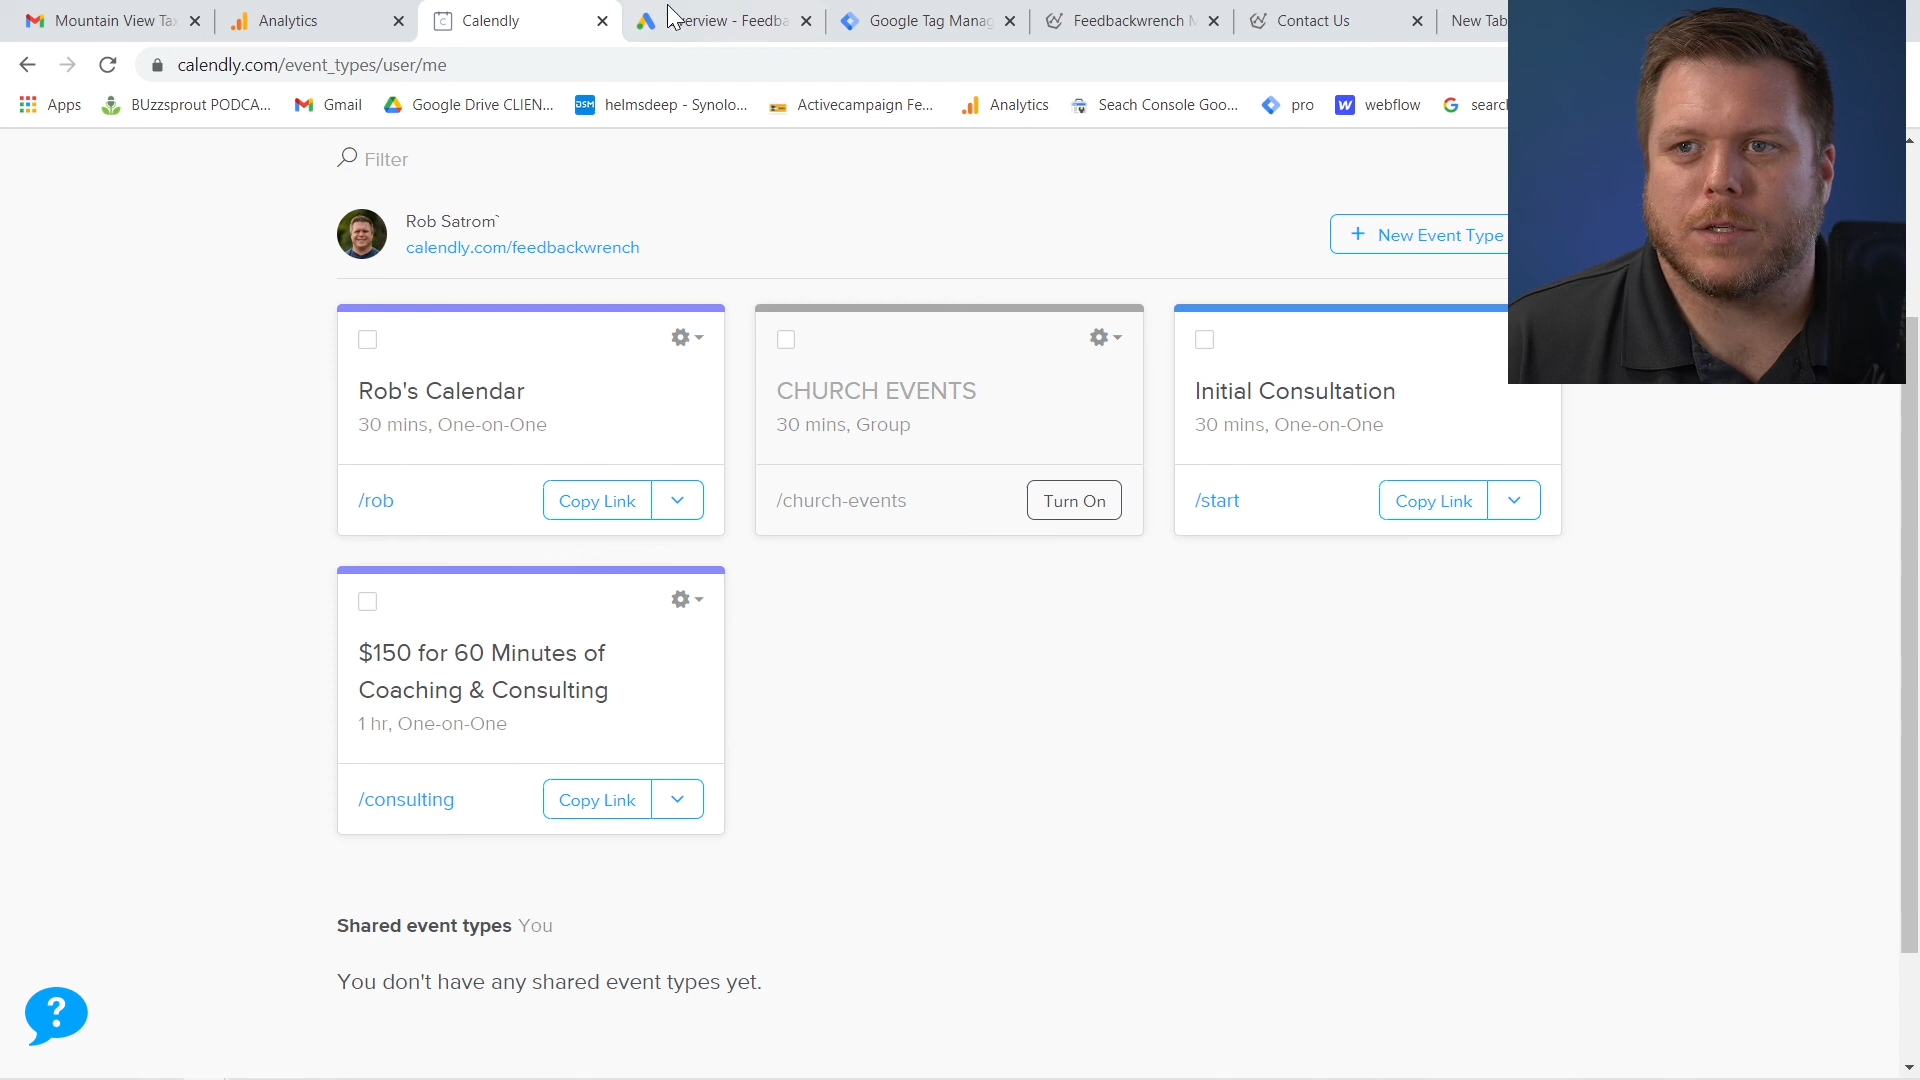 Mountain View Ta
Analytics
Calendly
erview - Feedba
Google Tag Manag
Feedbackwrench
Contact Us
New Tab
calendly.com/event_types/user/me
Apps
BUzzsprout PODCA...
Gmail
Google Drive CLIEN...
DSM
helmsdeep - Synolo...
Activecampaign Fe...
Analytics
Seach Console Goo...
pro
webflow
searc
Filter
Rob Satrom`
calendly.com/feedbackwrench
+ New Event Type
Rob's Calendar
30 mins, One-on-One
/rob
Copy Link
CHURCH EVENTS
30 mins, Group
/church-events
Turn On
Initial Consultation
30 mins, One-on-One
/start
Copy Link
$150 for 60 Minutes of
Coaching & Consulting
1 hr, One-on-One
/consulting
Copy Link
Shared event types You
You don't have any shared event types yet.
?